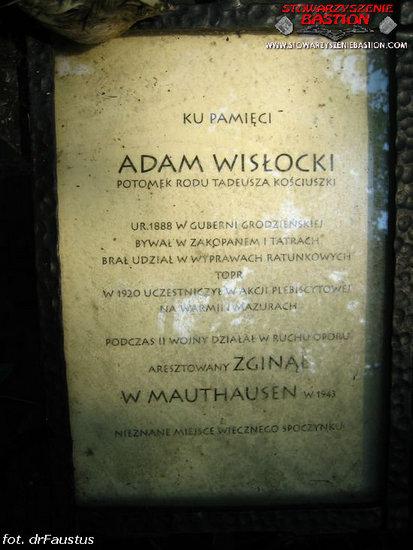 STOWARZYSZENIE
BASTION
WWW.STOWARZYSZENIEBASTION.COM
KU PAMIĘCI
ADAM WISŁOCKI
POTOMEK RODU TADEUSZA KOŚCIUSZKI
UR.1888 W GUBERNI GRODZIEŃSKIEJ
BYWAŁ W ZAKOPANEM I TATRACH
BRAŁ UDZIAŁ W WYPRAWACH RATUNKOWYCH
TOPR
W 1920 UCZESTNICZYŁ W AKCJI PLEBISCYTOWEJ
NA WARMII I MAZURACH
PODCZAS II WOJNY DZIAŁAŁ W RUCHU OPORU
ARESZTOWANY ZGINĄŁ
W MAUTHAUSEN W 1943
NIEZNANE MIEJSCE WIECZNEGO SPOCZYNKU
fot. drFaustus